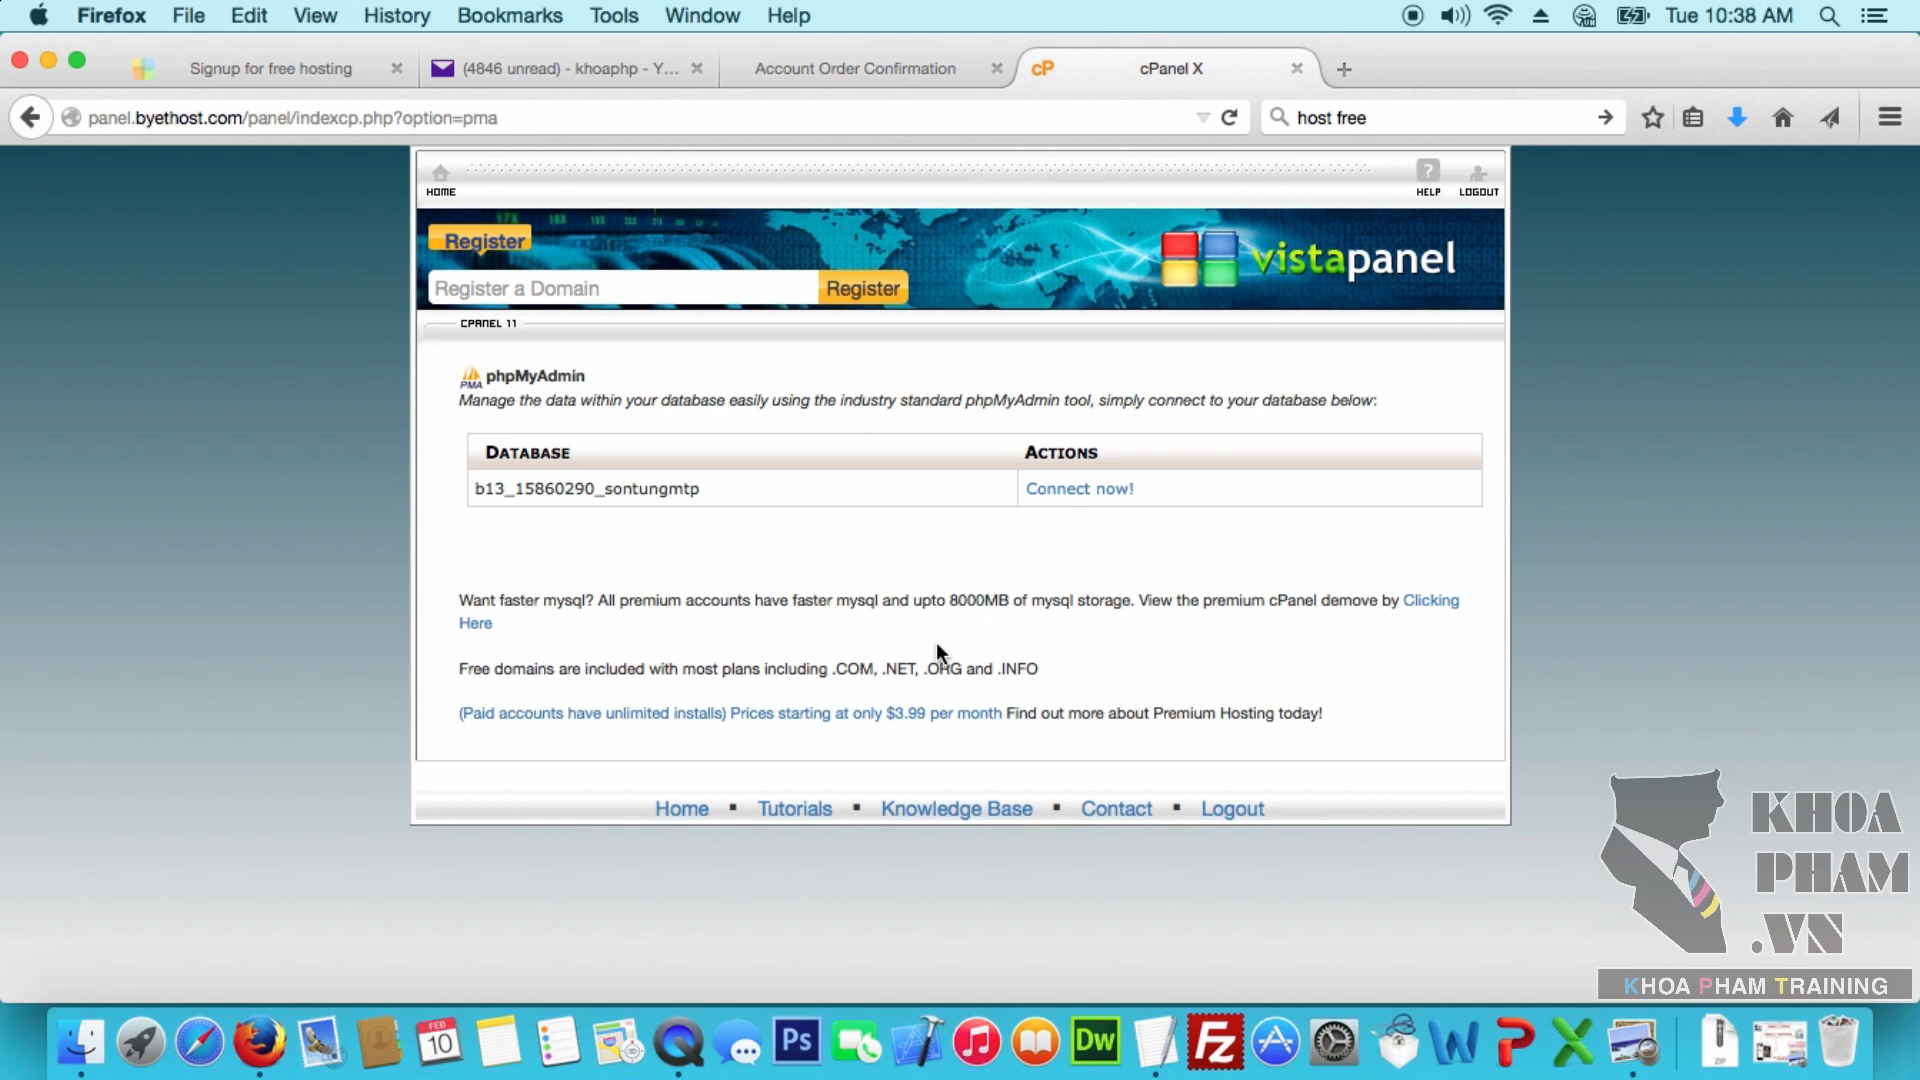 Firefox File Edit View History Bookmarks Tools Window Help Tue 10:38 AM
Signup for free hosting (4846 unread) - khoaphp - Y... Account Order Confirmation cP cPanel X
panel.byethost.com/panel/indexcp.php?option=pma host free
HOME HELP LOGOUT
Register
Register a Domain Register
vistapanel
CPANEL 11
PMA phpMyAdmin
Manage the data within your database easily using the industry standard phpMyAdmin tool, simply connect to your database below:
DATABASE ACTIONS
b13_15860290_sontungmtp Connect now!
Want faster mysql? All premium accounts have faster mysql and upto 8000MB of mysql storage. View the premium cPanel demove by Clicking
Here
Free domains are included with most plans including .COM, .NET, .ORG and .INFO
(Paid accounts have unlimited installs) Prices starting at only $3.99 per month Find out more about Premium Hosting today!
Home Tutorials Knowledge Base Contact Logout
KHOA
PHAM
.VN
KHOA PHAM TRAINING
FEB
10
Ps
Dw
Fz
ZIP